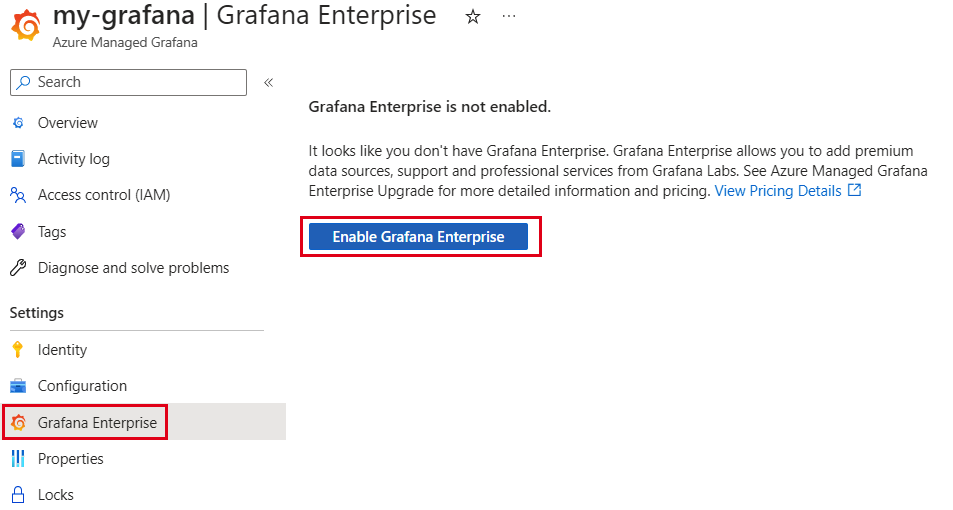 my-grafana | Grafana Enterprise
Azure Managed Grafana
Search
Overview
Activity log
Access control (IAM)
Tags
Diagnose and solve problems
Settings
Identity
Configuration
Grafana Enterprise
Properties
Locks
Grafana Enterprise is not enabled.
It looks like you don't have Grafana Enterprise. Grafana Enterprise allows you to add premium
data sources, support and professional services from Grafana Labs. See Azure Managed Grafana
Enterprise Upgrade for more detailed information and pricing. View Pricing Details
Enable Grafana Enterprise